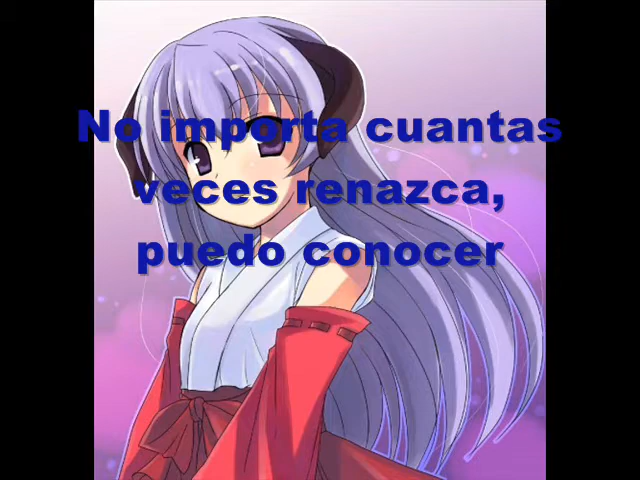 No importa cuantas
veces renazca,
puedo conocer